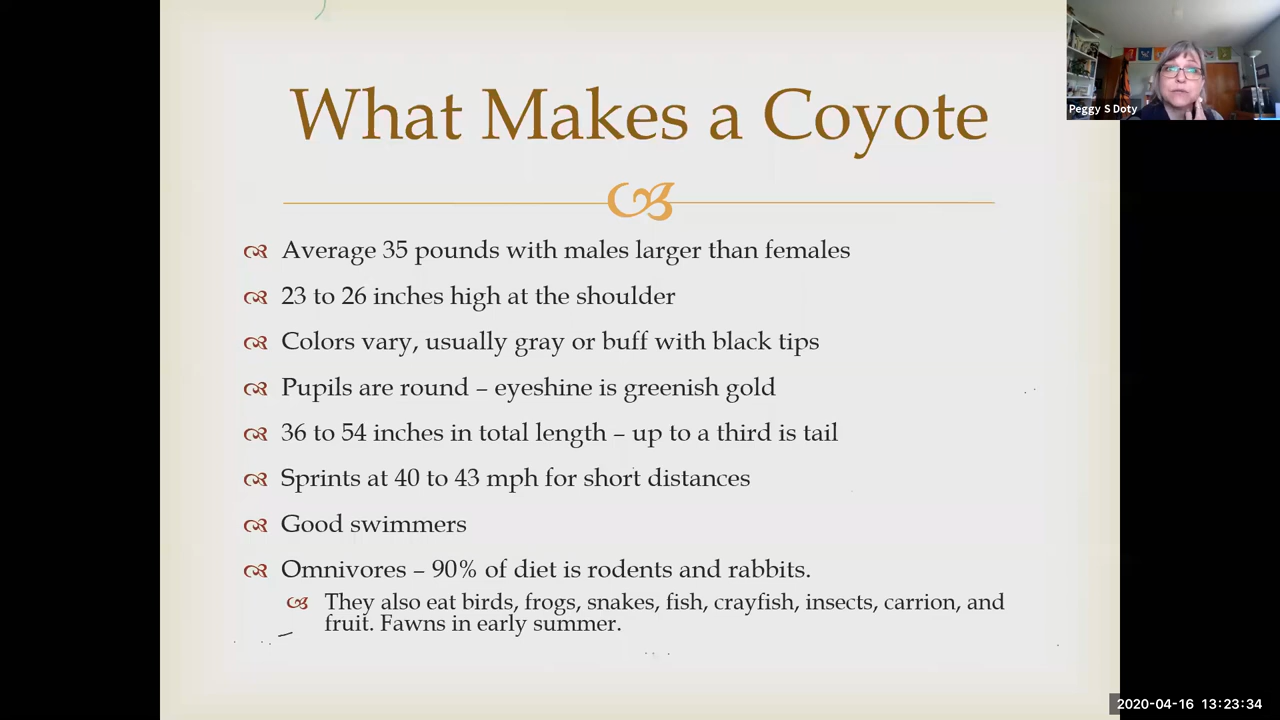 What Makes a Coyote
Average 35 pounds with males larger than females
23 to 26 inches high at the shoulder
Colors vary, usually gray or buff with black tips
Pupils are round – eyeshine is greenish gold
36 to 54 inches in total length – up to a third is tail
Sprints at 40 to 43 mph for short distances
Good swimmers
Omnivores – 90% of diet is rodents and rabbits.
They also eat birds, frogs, snakes, fish, crayfish, insects, carrion, and
fruit. Fawns in early summer.
Peggy S Doty
2020-04-16 13:23:34